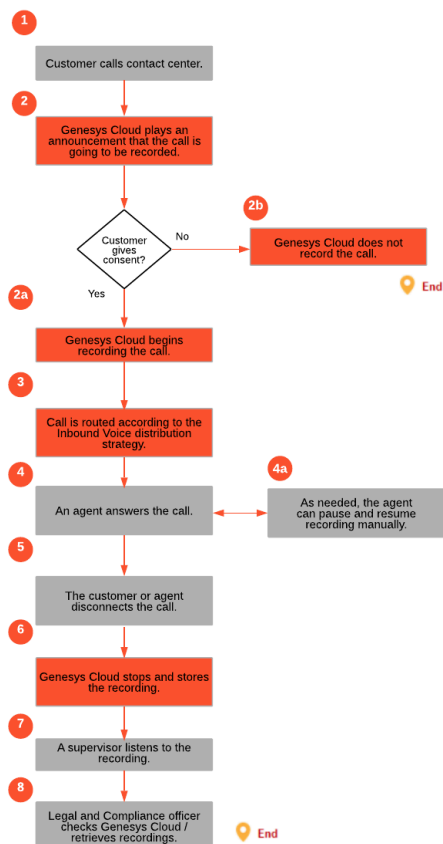 1
Customer calls contact center.
2
Genesys Cloud plays an
announcement that the call is
going to be recorded.
Customer
gives
consent?
No
2b
Genesys Cloud does not
record the call.
End
Yes
2a
Genesys Cloud begins
recording the call.
3
Call is routed according to the
Inbound Voice distribution
strategy.
4
An agent answers the call.
4a
As needed, the agent
can pause and resume
recording manually.
5
The customer or agent
disconnects the call.
6
Genesys Cloud stops and stores
the recording.
7
A supervisor listens to the
recording.
8
Legal and Compliance officer
checks Genesys Cloud /
retrieves recordings.
End